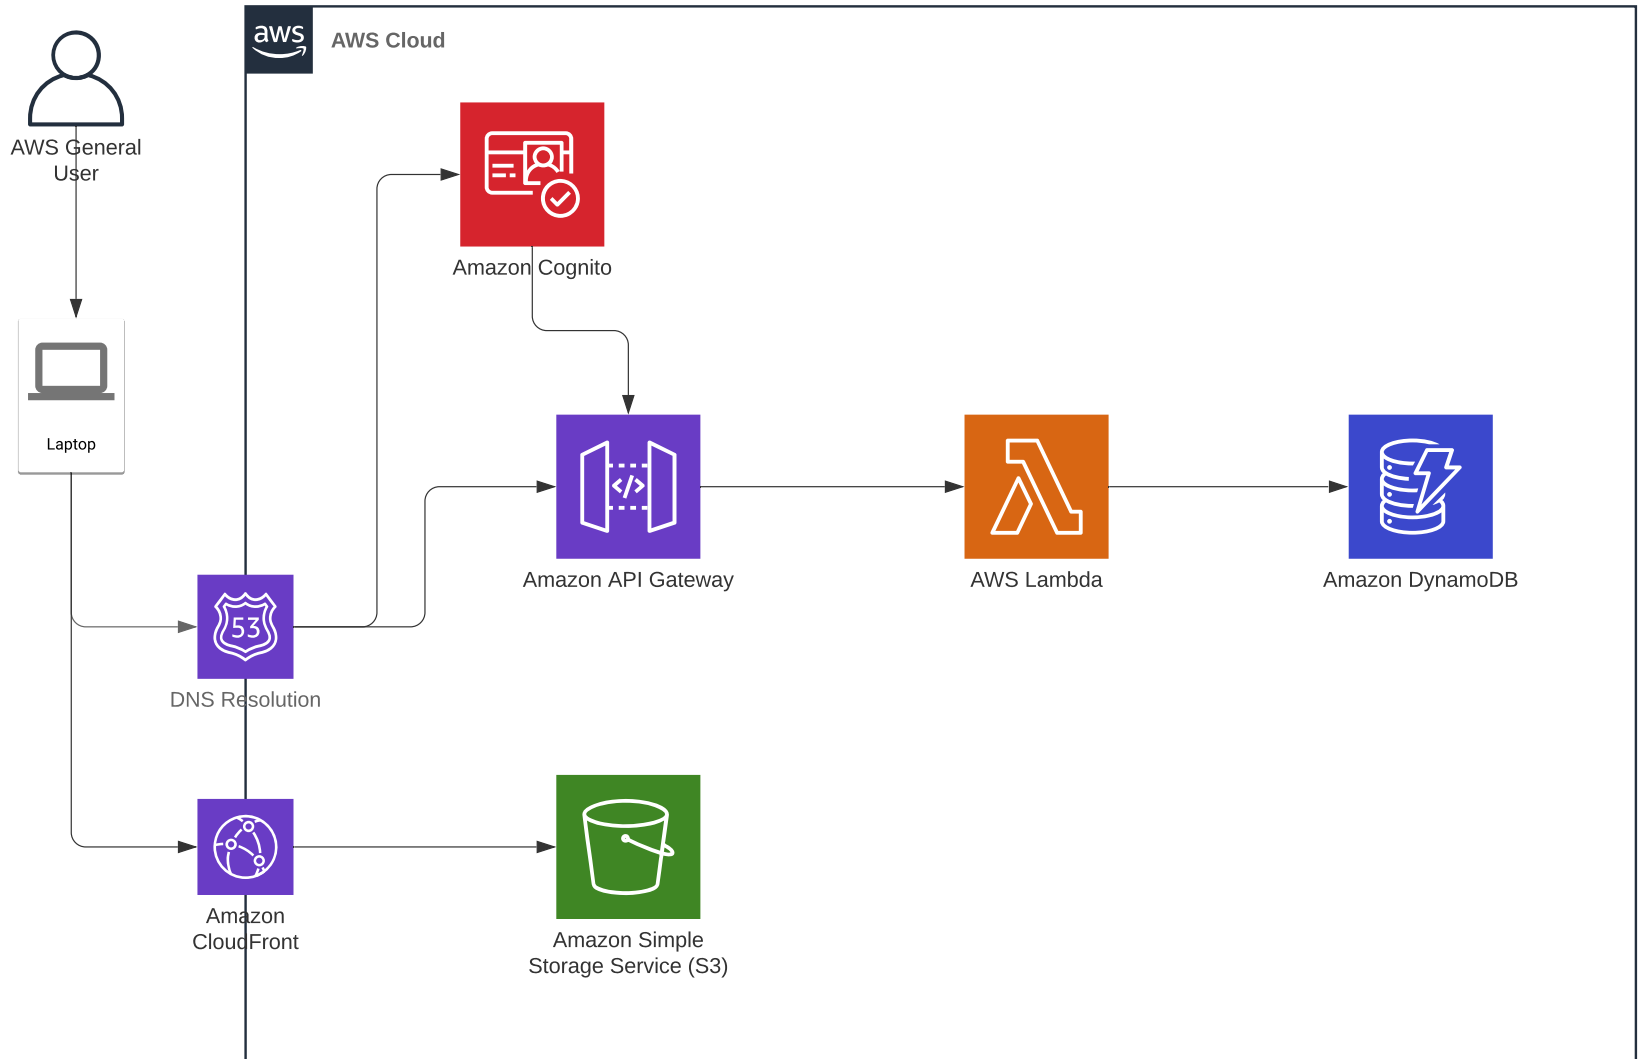 aws
AWS Cloud
AWS General
User
Amazon Cognito
Laptop
Amazon API Gateway
AWS Lambda
Amazon DynamoDB
53
DNS Resolution
Amazon
CloudFront
Amazon Simple
Storage Service (S3)